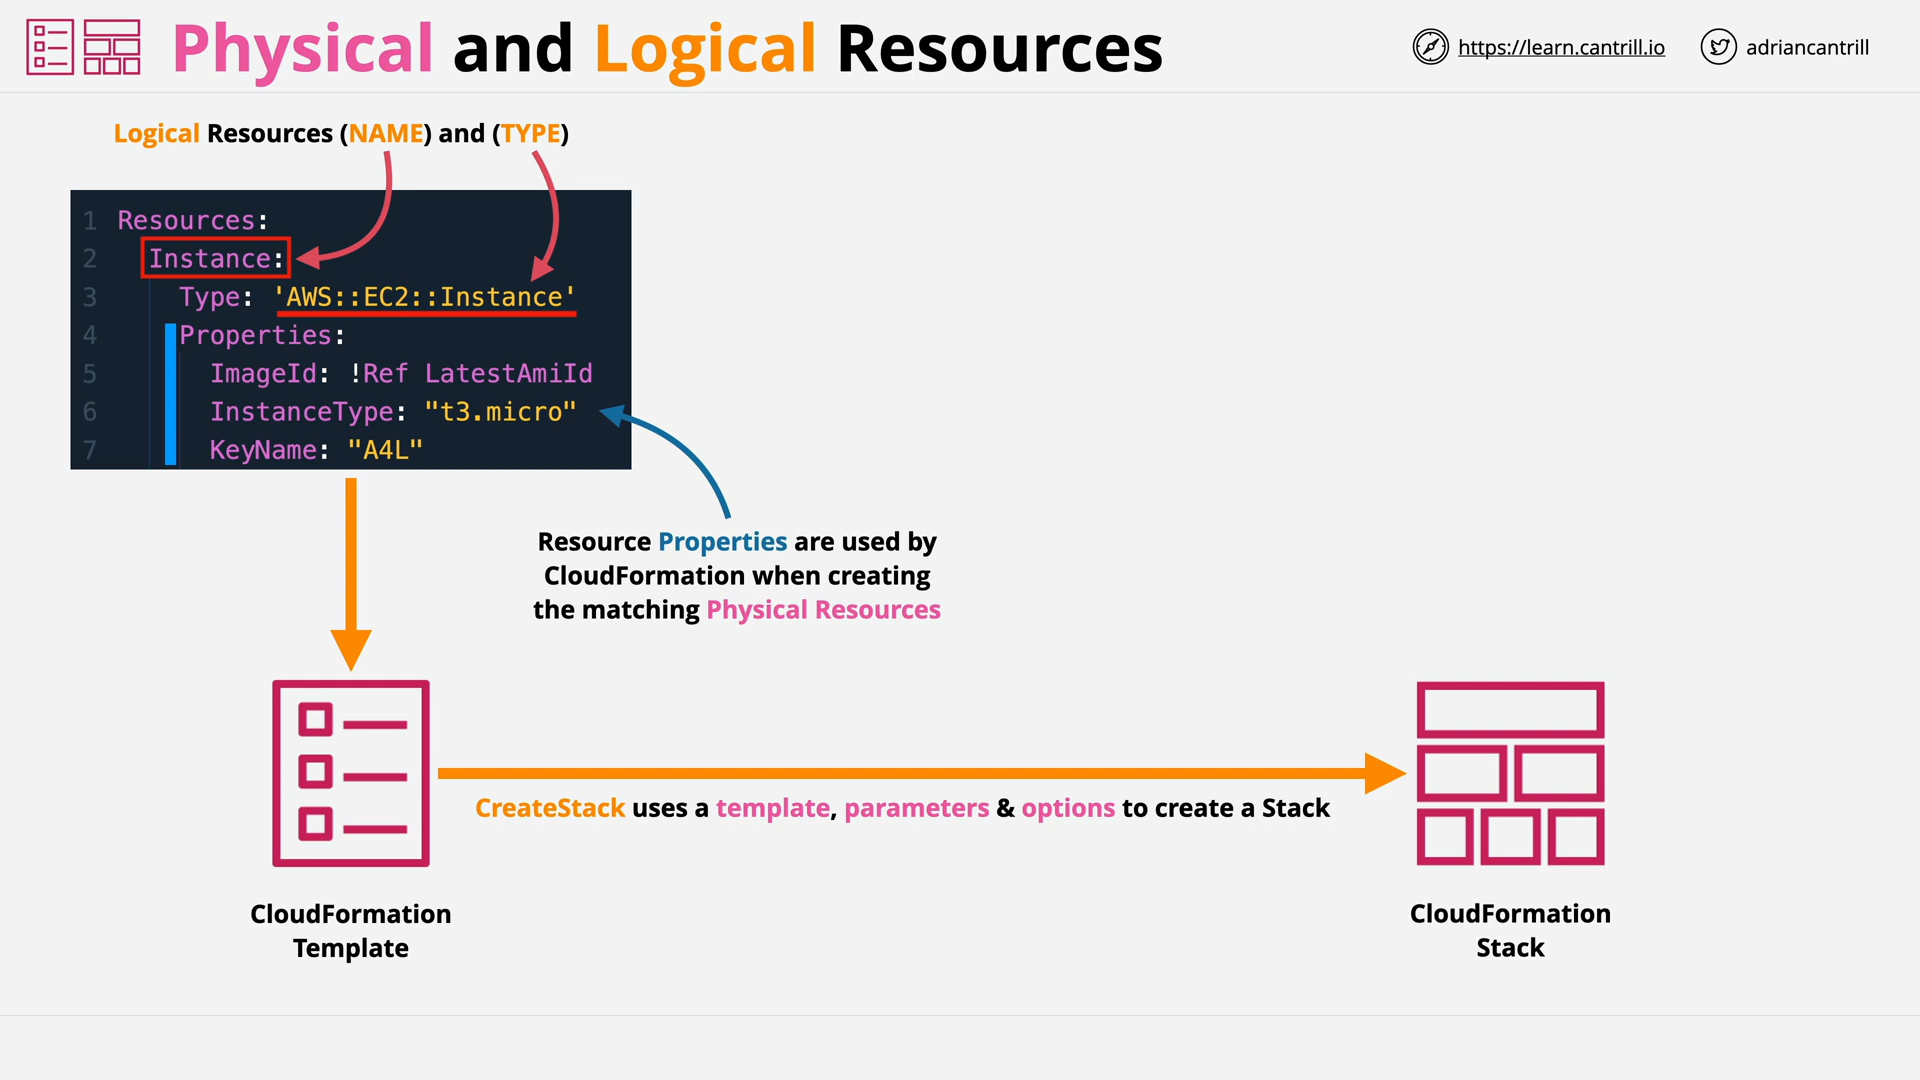 Physical and Logical Resources
https://learn.cantrill.io
adriancantrill
Logical Resources (NAME) and (TYPE)
1 Resources:
2 Instance:
3 Type: 'AWS::EC2::Instance'
4 Properties:
5 ImageId: !Ref LatestAmiId
6 InstanceType: "t3.micro"
7 KeyName: "A4L"
Resource Properties are used by
CloudFormation when creating
the matching Physical Resources
CreateStack uses a template, parameters & options to create a Stack
CloudFormation
Template
CloudFormation
Stack